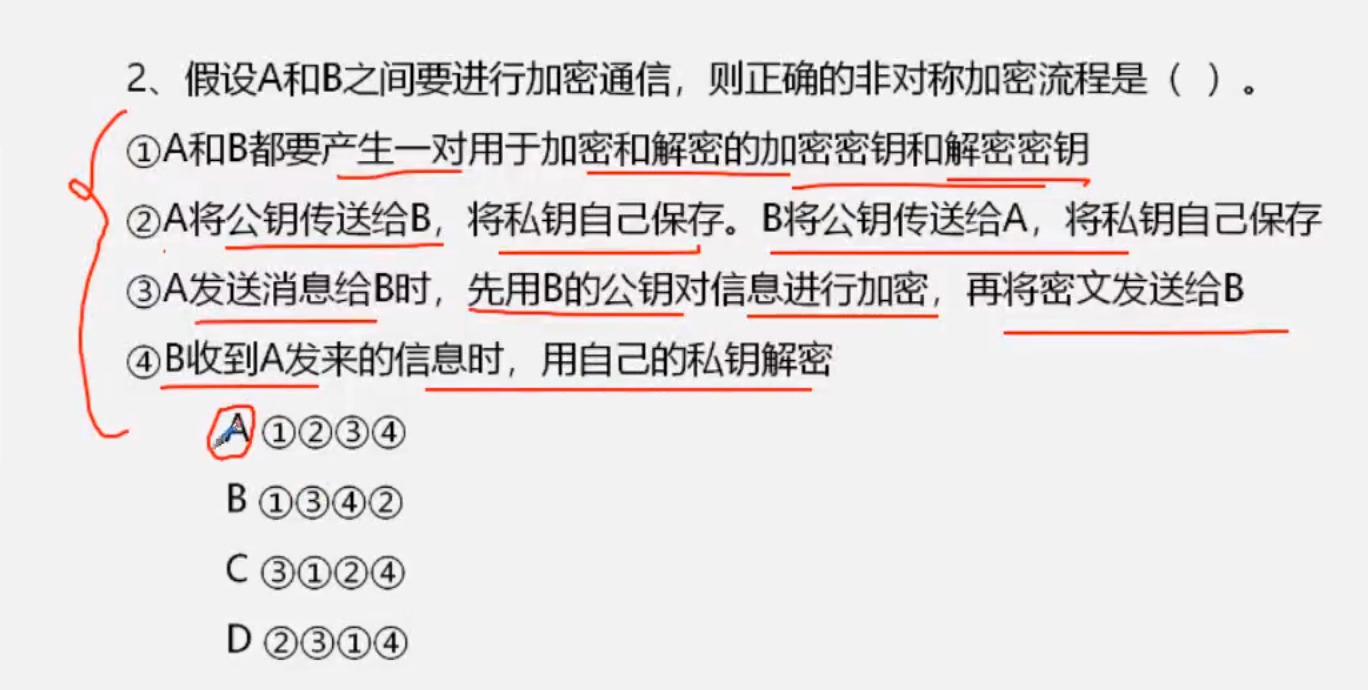 2、假设A和B之间要进行加密通信，则正确的非对称加密流程是（ ）。
①A和B都要产生一对用于加密和解密的加密密钥和解密密钥
②A将公钥传送给B，将私钥自己保存。B将公钥传送给A，将私钥自己保存
③A发送消息给B时，先用B的公钥对信息进行加密，再将密文发送给B
④B收到A发来的信息时，用自己的私钥解密
A ①②③④
B ①③④②
C ③①②④
D ②③①④